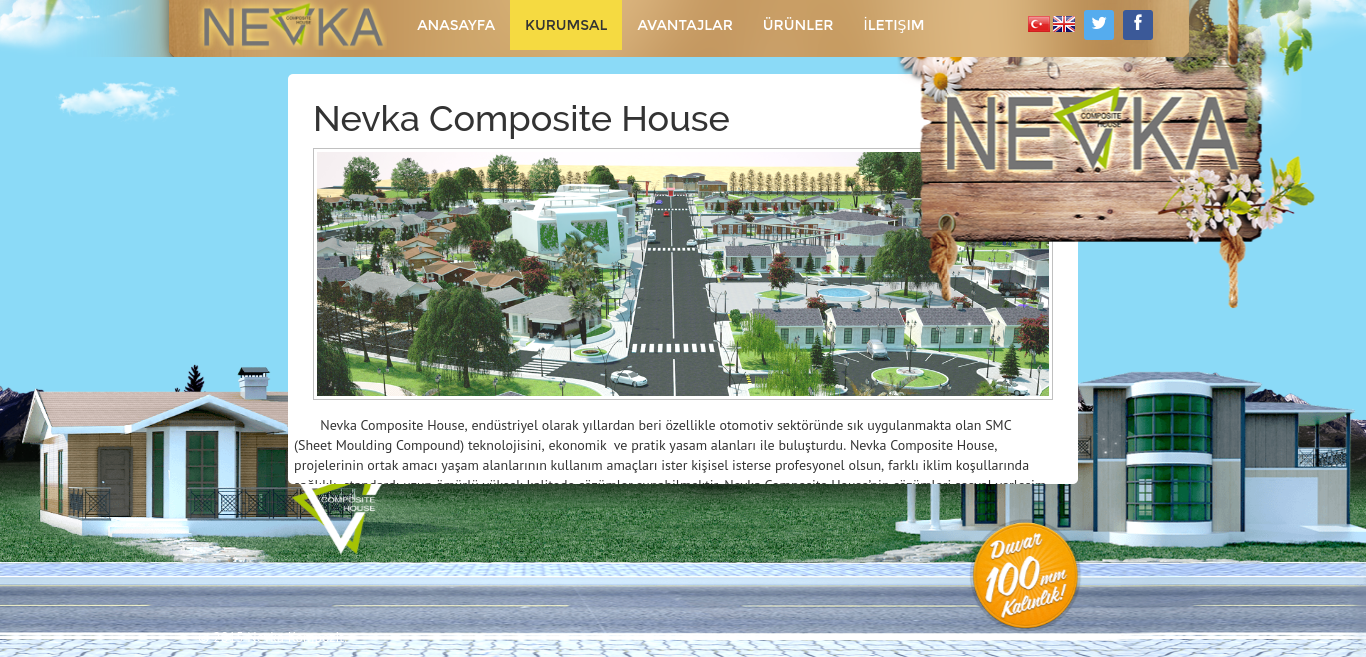 NEVKA
COMPOSITE
HOUSE
ANASAYFA KURUMSAL AVANTAJLAR ÜRÜNLER İLETİŞİM
f
Nevka Composite House
NEVKA
COMPOSITE
HOUSE
Nevka Composite House, endüstriyel olarak yıllardan beri özellikle otomotiv sektöründe sık uygulanmakta olan SMC
(Sheet Moulding Compound) teknolojisini, ekonomik ve pratik yasam alanları ile buluşturdu. Nevka Composite House,
projelerinin ortak amacı yaşam alanlarının kullanım amaçları ister kişisel isterse profesyonel olsun, farklı iklim koşullarında
COMPOSITE
HOUSE
Duvar
100mm
Kalınlık!